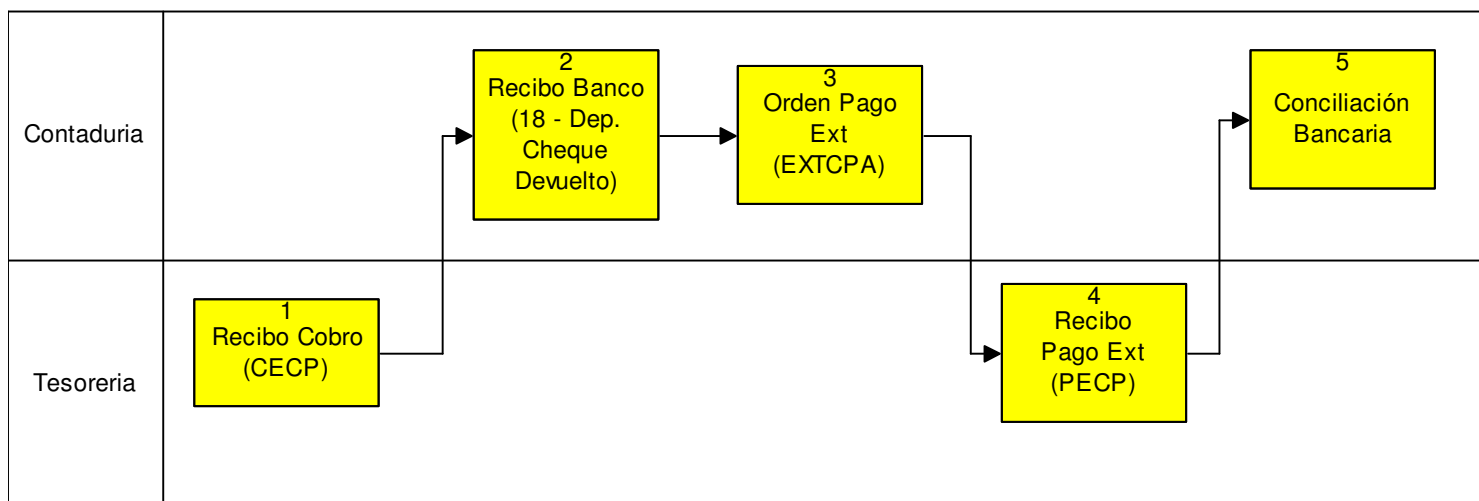 Contaduria
2
Recibo Banco
(18 - Dep.
Cheque
Devuelto)
3
Orden Pago
Ext
(EXTCPA)
5
Conciliación
Bancaria
Tesoreria
1
Recibo Cobro
(CECP)
4
Recibo
Pago Ext
(PECP)